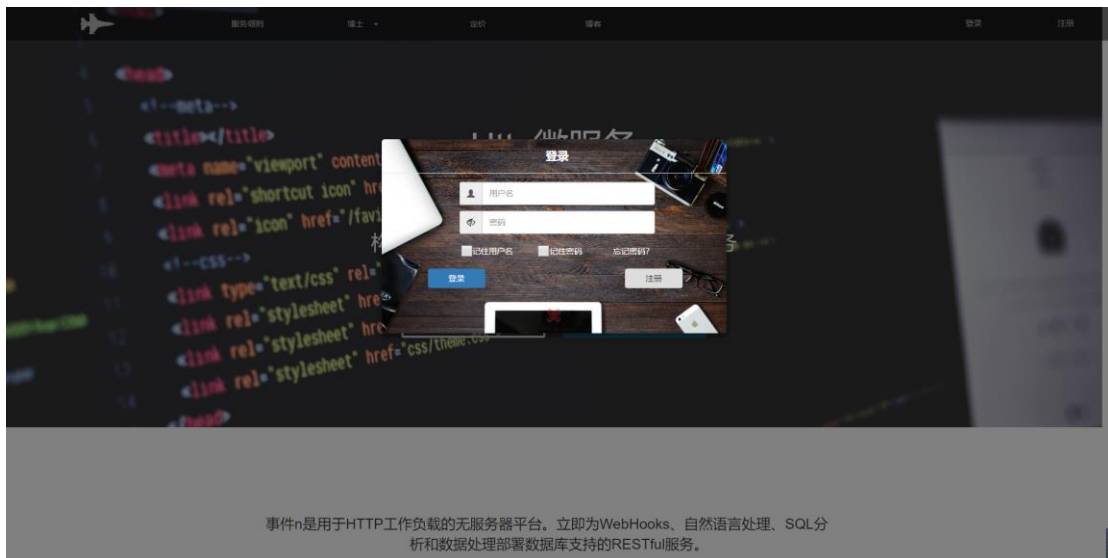 服务细则
博士
定价
博客
登录
注册
<head>
<!--meta-->
<title></title>
<meta name="viewport" content
<link rel="shortcut icon" hr
<link rel="icon" href="/favi
<!--CSS-->
<link type="text/css" rel="
<link rel="stylesheet" hre
<link rel="stylesheet" hre
<link rel="stylesheet" href="css/theme.css"
</head>
微服务
登录
用户名
密码
记住用户名
记住密码
忘记密码?
登录
注册
事件n是用于HTTP工作负载的无服务器平台。立即为WebHooks、自然语言处理、SQL分
析和数据处理部署数据库支持的RESTful服务。